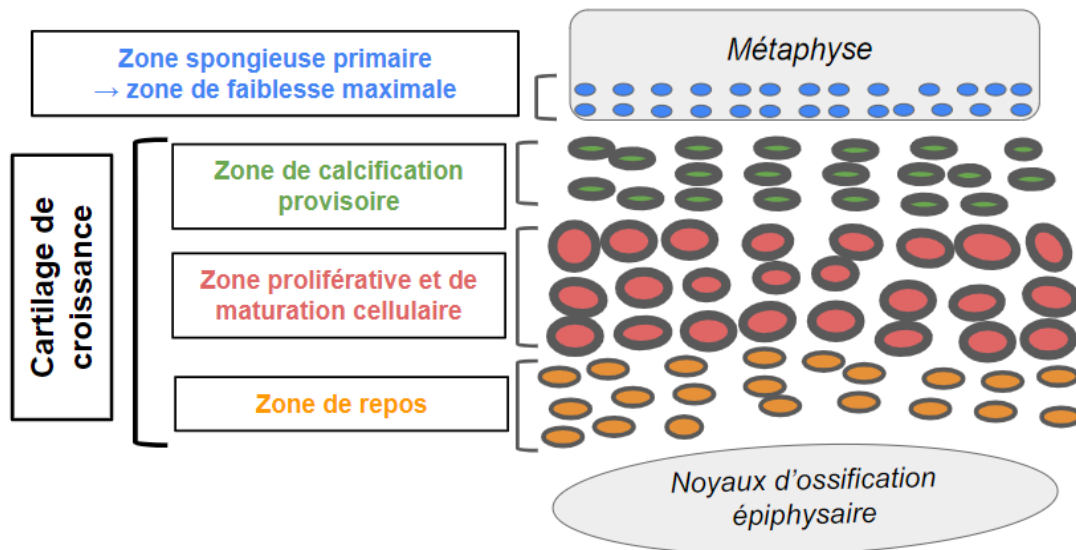 Zone spongieuse primaire
→ zone de faiblesse maximale
Métaphyse
Cartilage de
croissance
Zone de calcification
provisoire
Zone proliférative et de
maturation cellulaire
Zone de repos
Noyaux d'ossification
épiphysaire